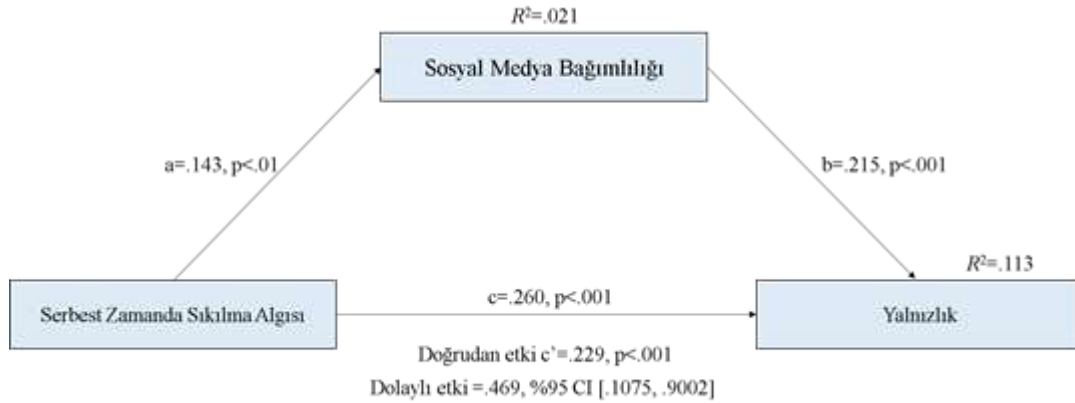 R²=.021
Sosyal Medya Bağımlılığı
a=.143, p<.01
b=.215, p<.001
R²=.113
Serbest Zamanda Sıkılma Algısı
c=.260, p<.001
Yalnızlık
Doğrudan etki c’=.229, p<.001
Dolaylı etki =.469, %95 CI [.1075, .9002]